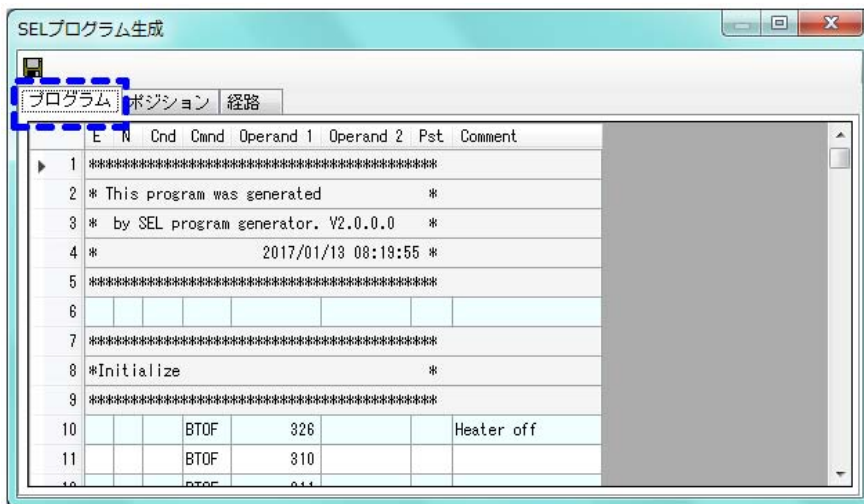 SELプログラム生成
プログラム ポジション 経路
E N Cnd Cmnd Operand 1 Operand 2 Pst Comment
1 *******************************************
2 * This program was generated *
3 * by SEL program generator. V2.0.0.0 *
4 * 2017/01/13 08:19:55 *
5 *******************************************
6
7 *******************************************
8 *Initialize *
9 *******************************************
10 BTOF 326 Heater off
11 BTOF 310